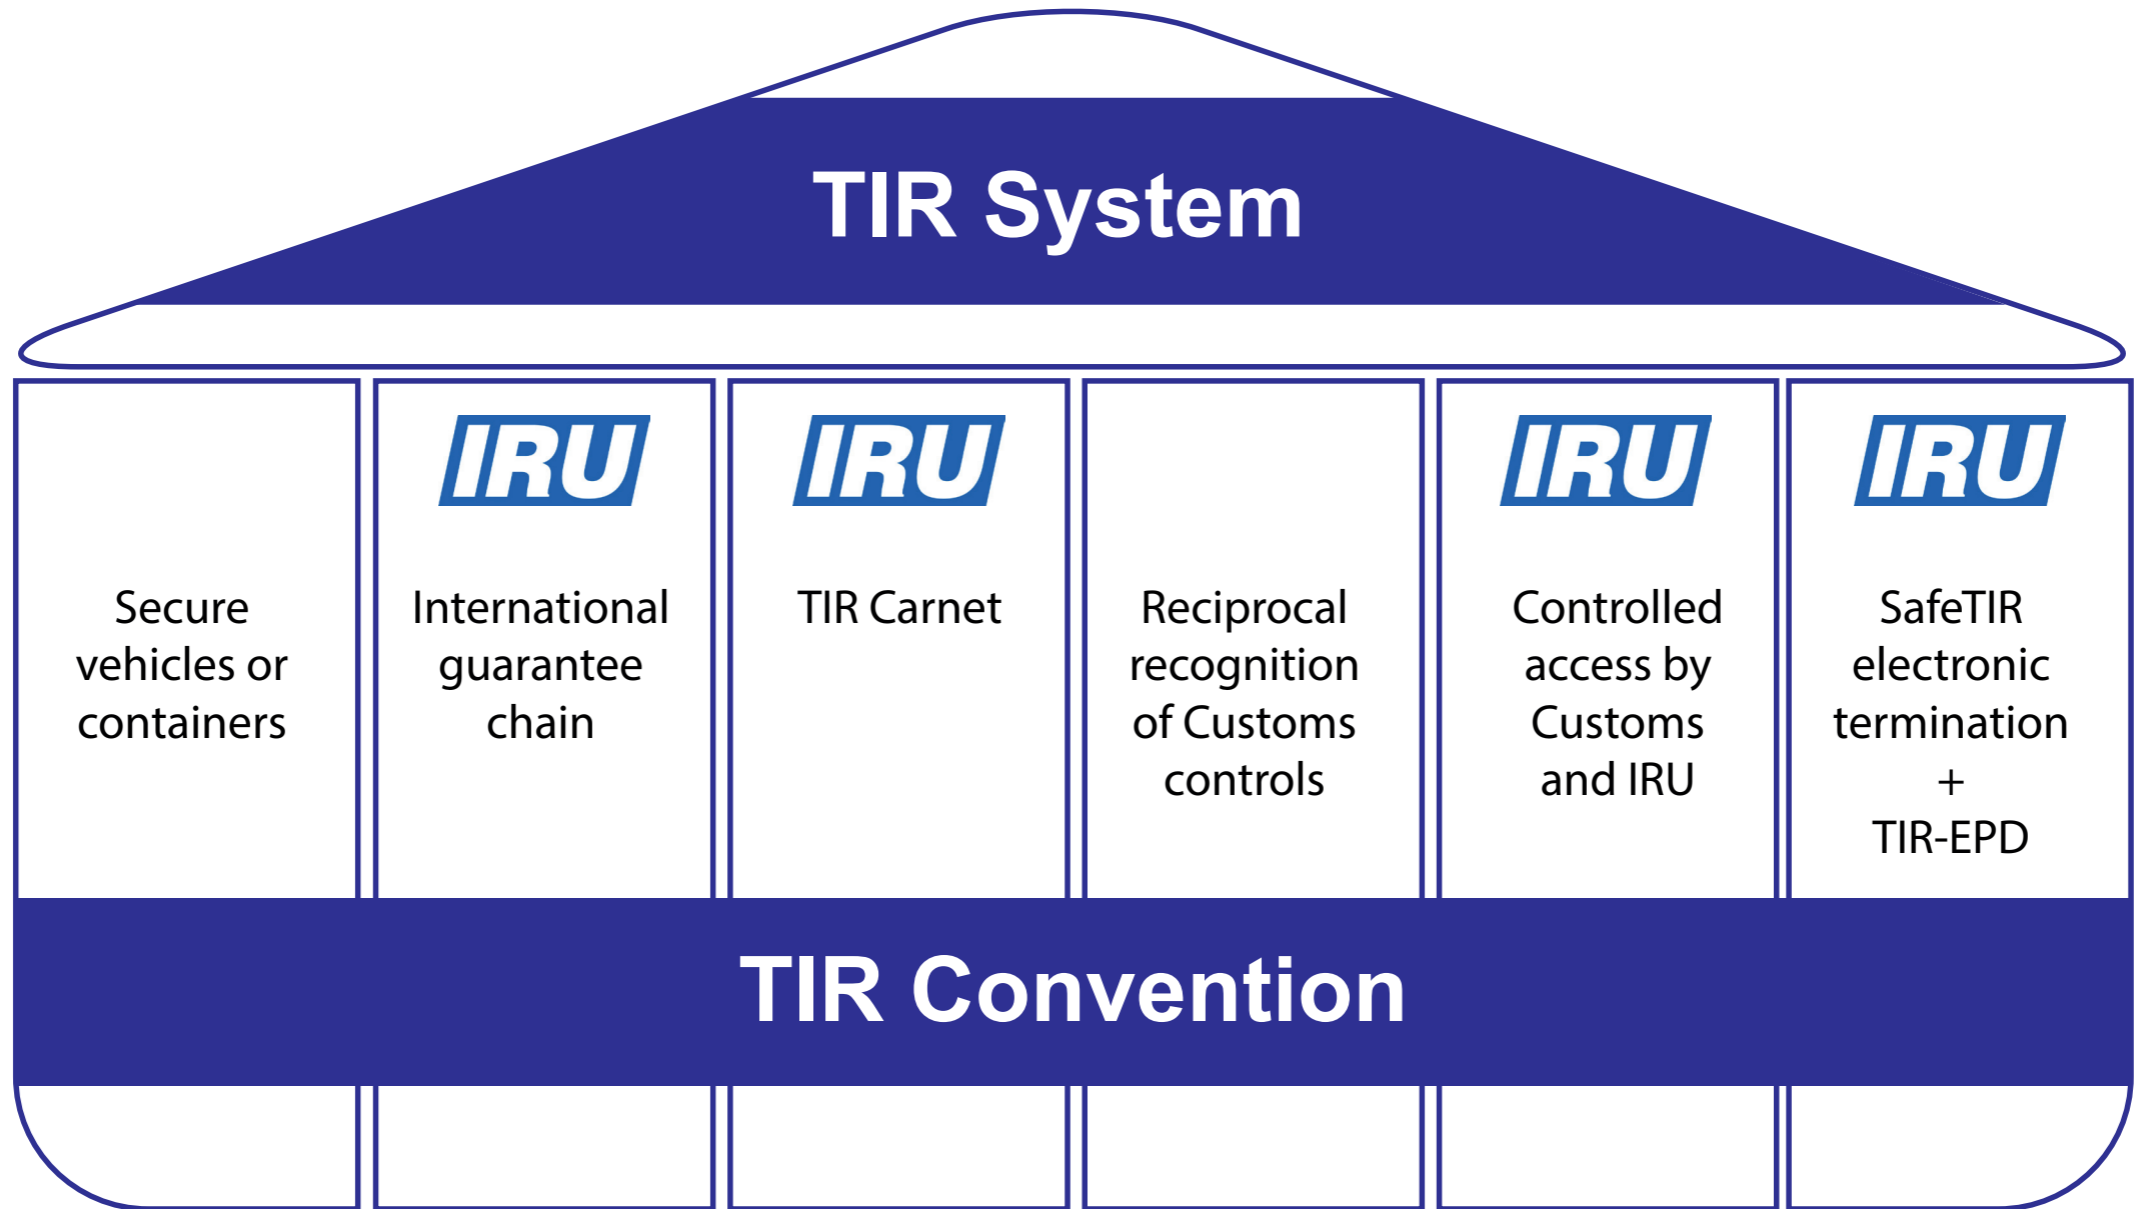 TIR System
Secure
vehicles or
containers
IRU
International
guarantee
chain
IRU
TIR Carnet
Reciprocal
recognition
of Customs
controls
IRU
Controlled
access by
Customs
and IRU
IRU
SafeTIR
electronic
termination
+
TIR-EPD
TIR Convention